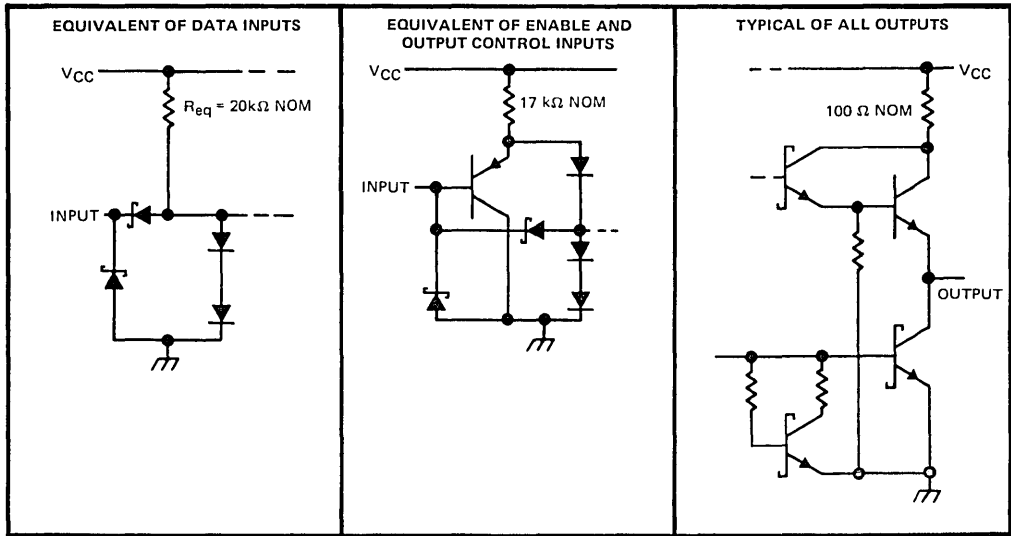 EQUIVALENT OF DATA INPUTS
VCC
Req = 20kΩ NOM
INPUT
EQUIVALENT OF ENABLE AND
OUTPUT CONTROL INPUTS
VCC
17 kΩ NOM
INPUT
TYPICAL OF ALL OUTPUTS
VCC
100 Ω NOM
OUTPUT